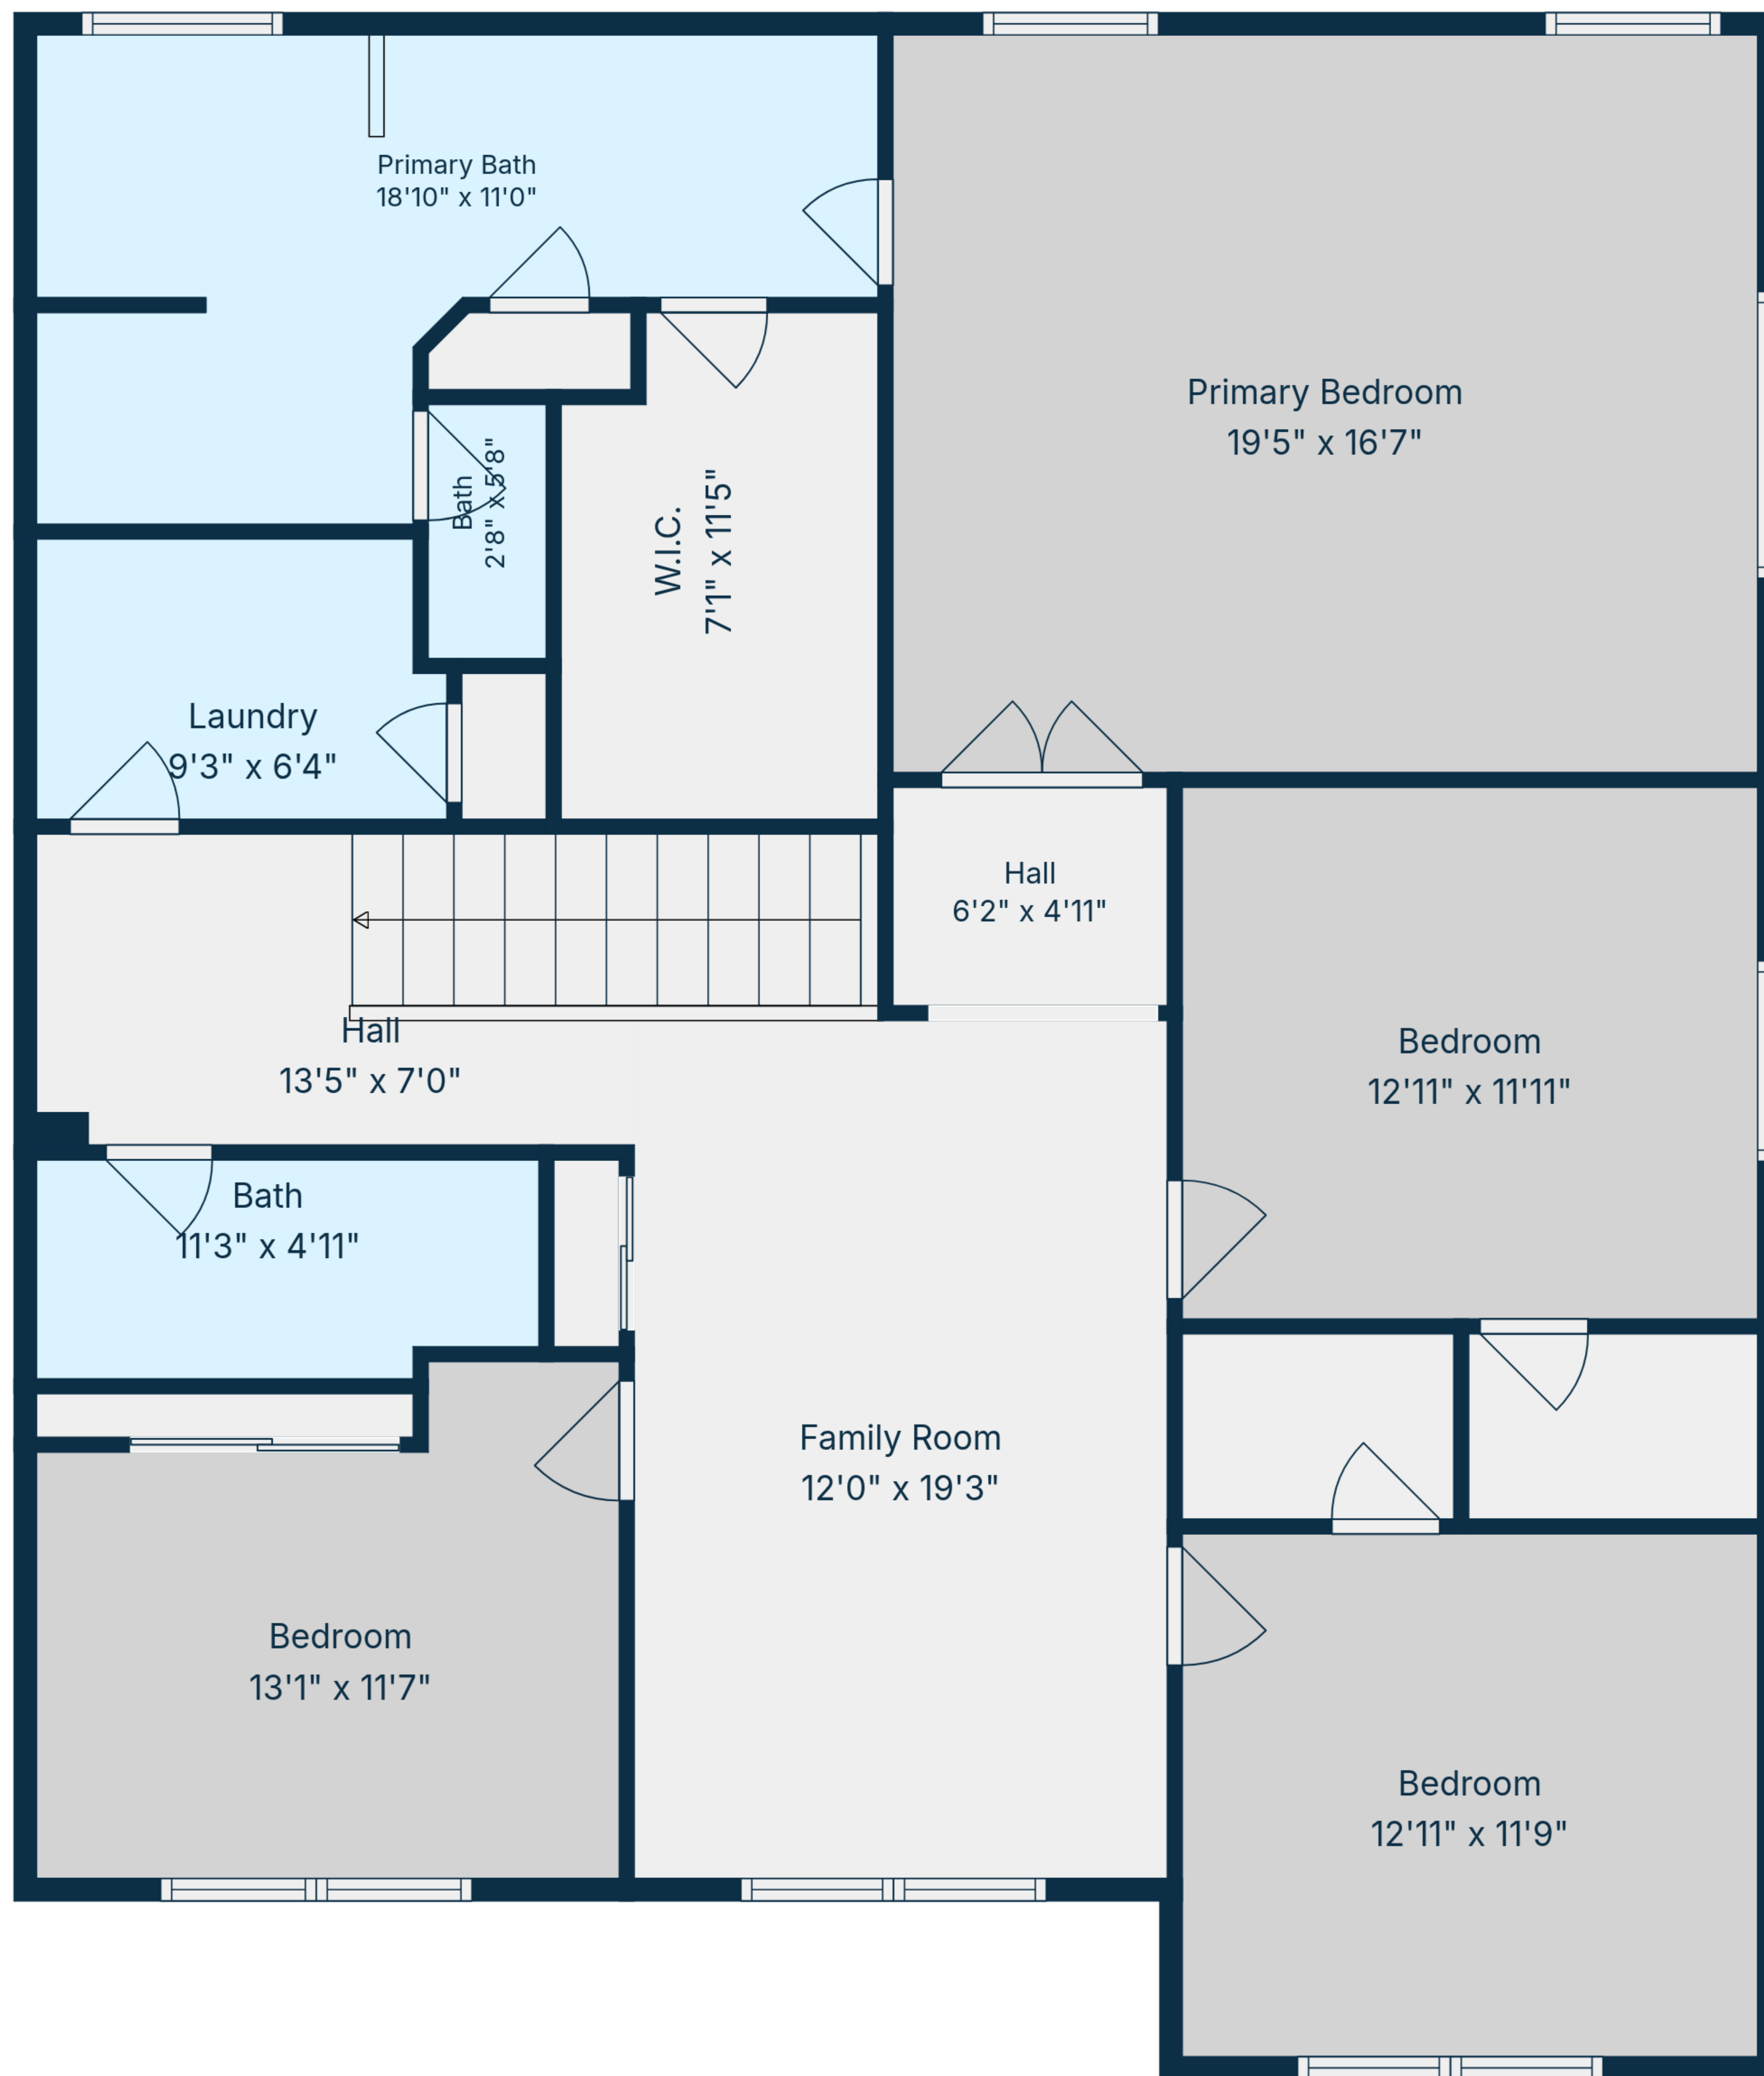 Primary Bath
18'10" x 11'0"
Primary Bedroom
19'5" x 16'7"
Bath
2'8" x 5'8"
W.I.C.
7'1" x 11'5"
Laundry
9'3" x 6'4"
Hall
6'2" x 4'11"
Hall
13'5" x 7'0"
Bedroom
12'11" x 11'11"
Bath
11'3" x 4'11"
Family Room
12'0" x 19'3"
Bedroom
13'1" x 11'7"
Bedroom
12'11" x 11'9"